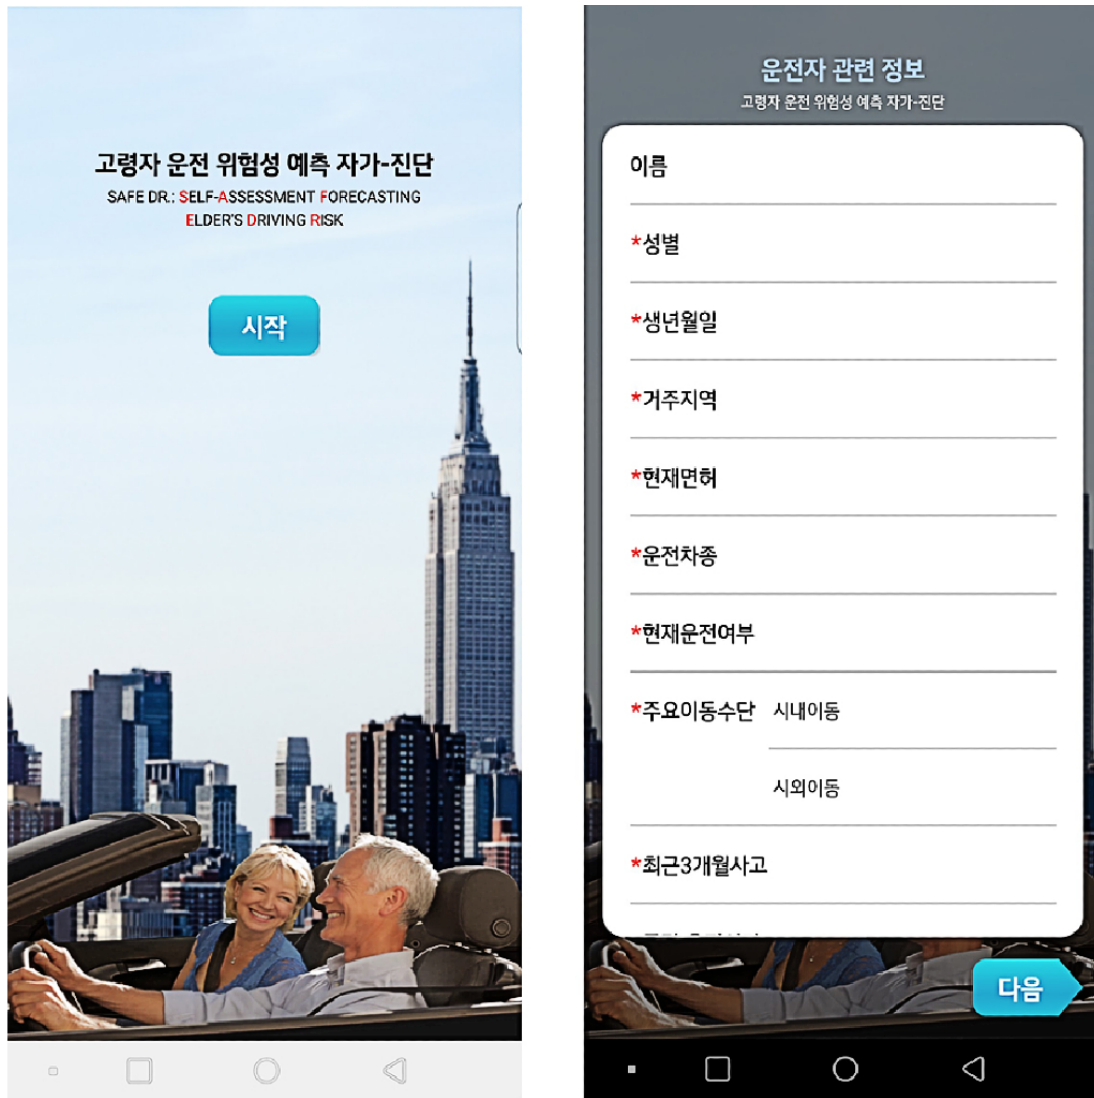 고령자 운전 위험성 예측 자가-진단
SAFE DR.: SELF-ASSESSMENT FORECASTING
ELDER'S DRIVING RISK
시작
운전자 관련 정보
고령자 운전 위험성 예측 자가-진단
이름
*성별
*생년월일
*거주지역
*현재면허
*운전차종
*현재운전여부
*주요이동수단 시내이동
시외이동
*최근3개월사고
다음